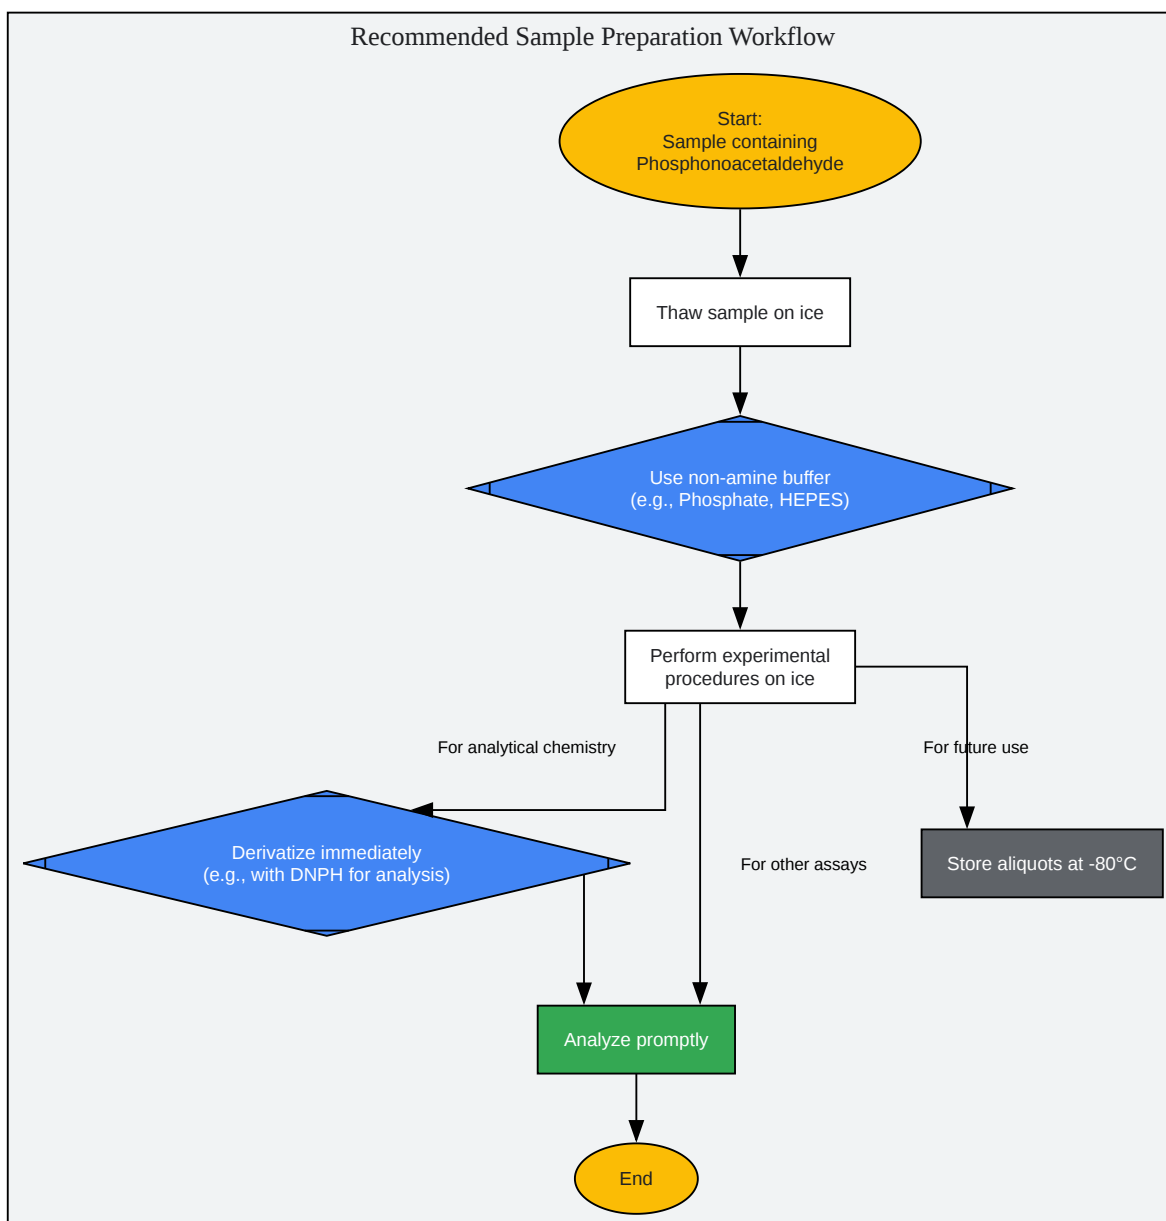 Recommended Sample Preparation Workflow
Start:
Sample containing
Phosphonoacetaldehyde
Thaw sample on ice
Use non-amine buffer
(e.g., Phosphate, HEPES)
Perform experimental
procedures on ice
For analytical chemistry
For future use
Derivatize immediately
(e.g., with DNPH for analysis)
For other assays
Store aliquots at -80°C
Analyze promptly
End